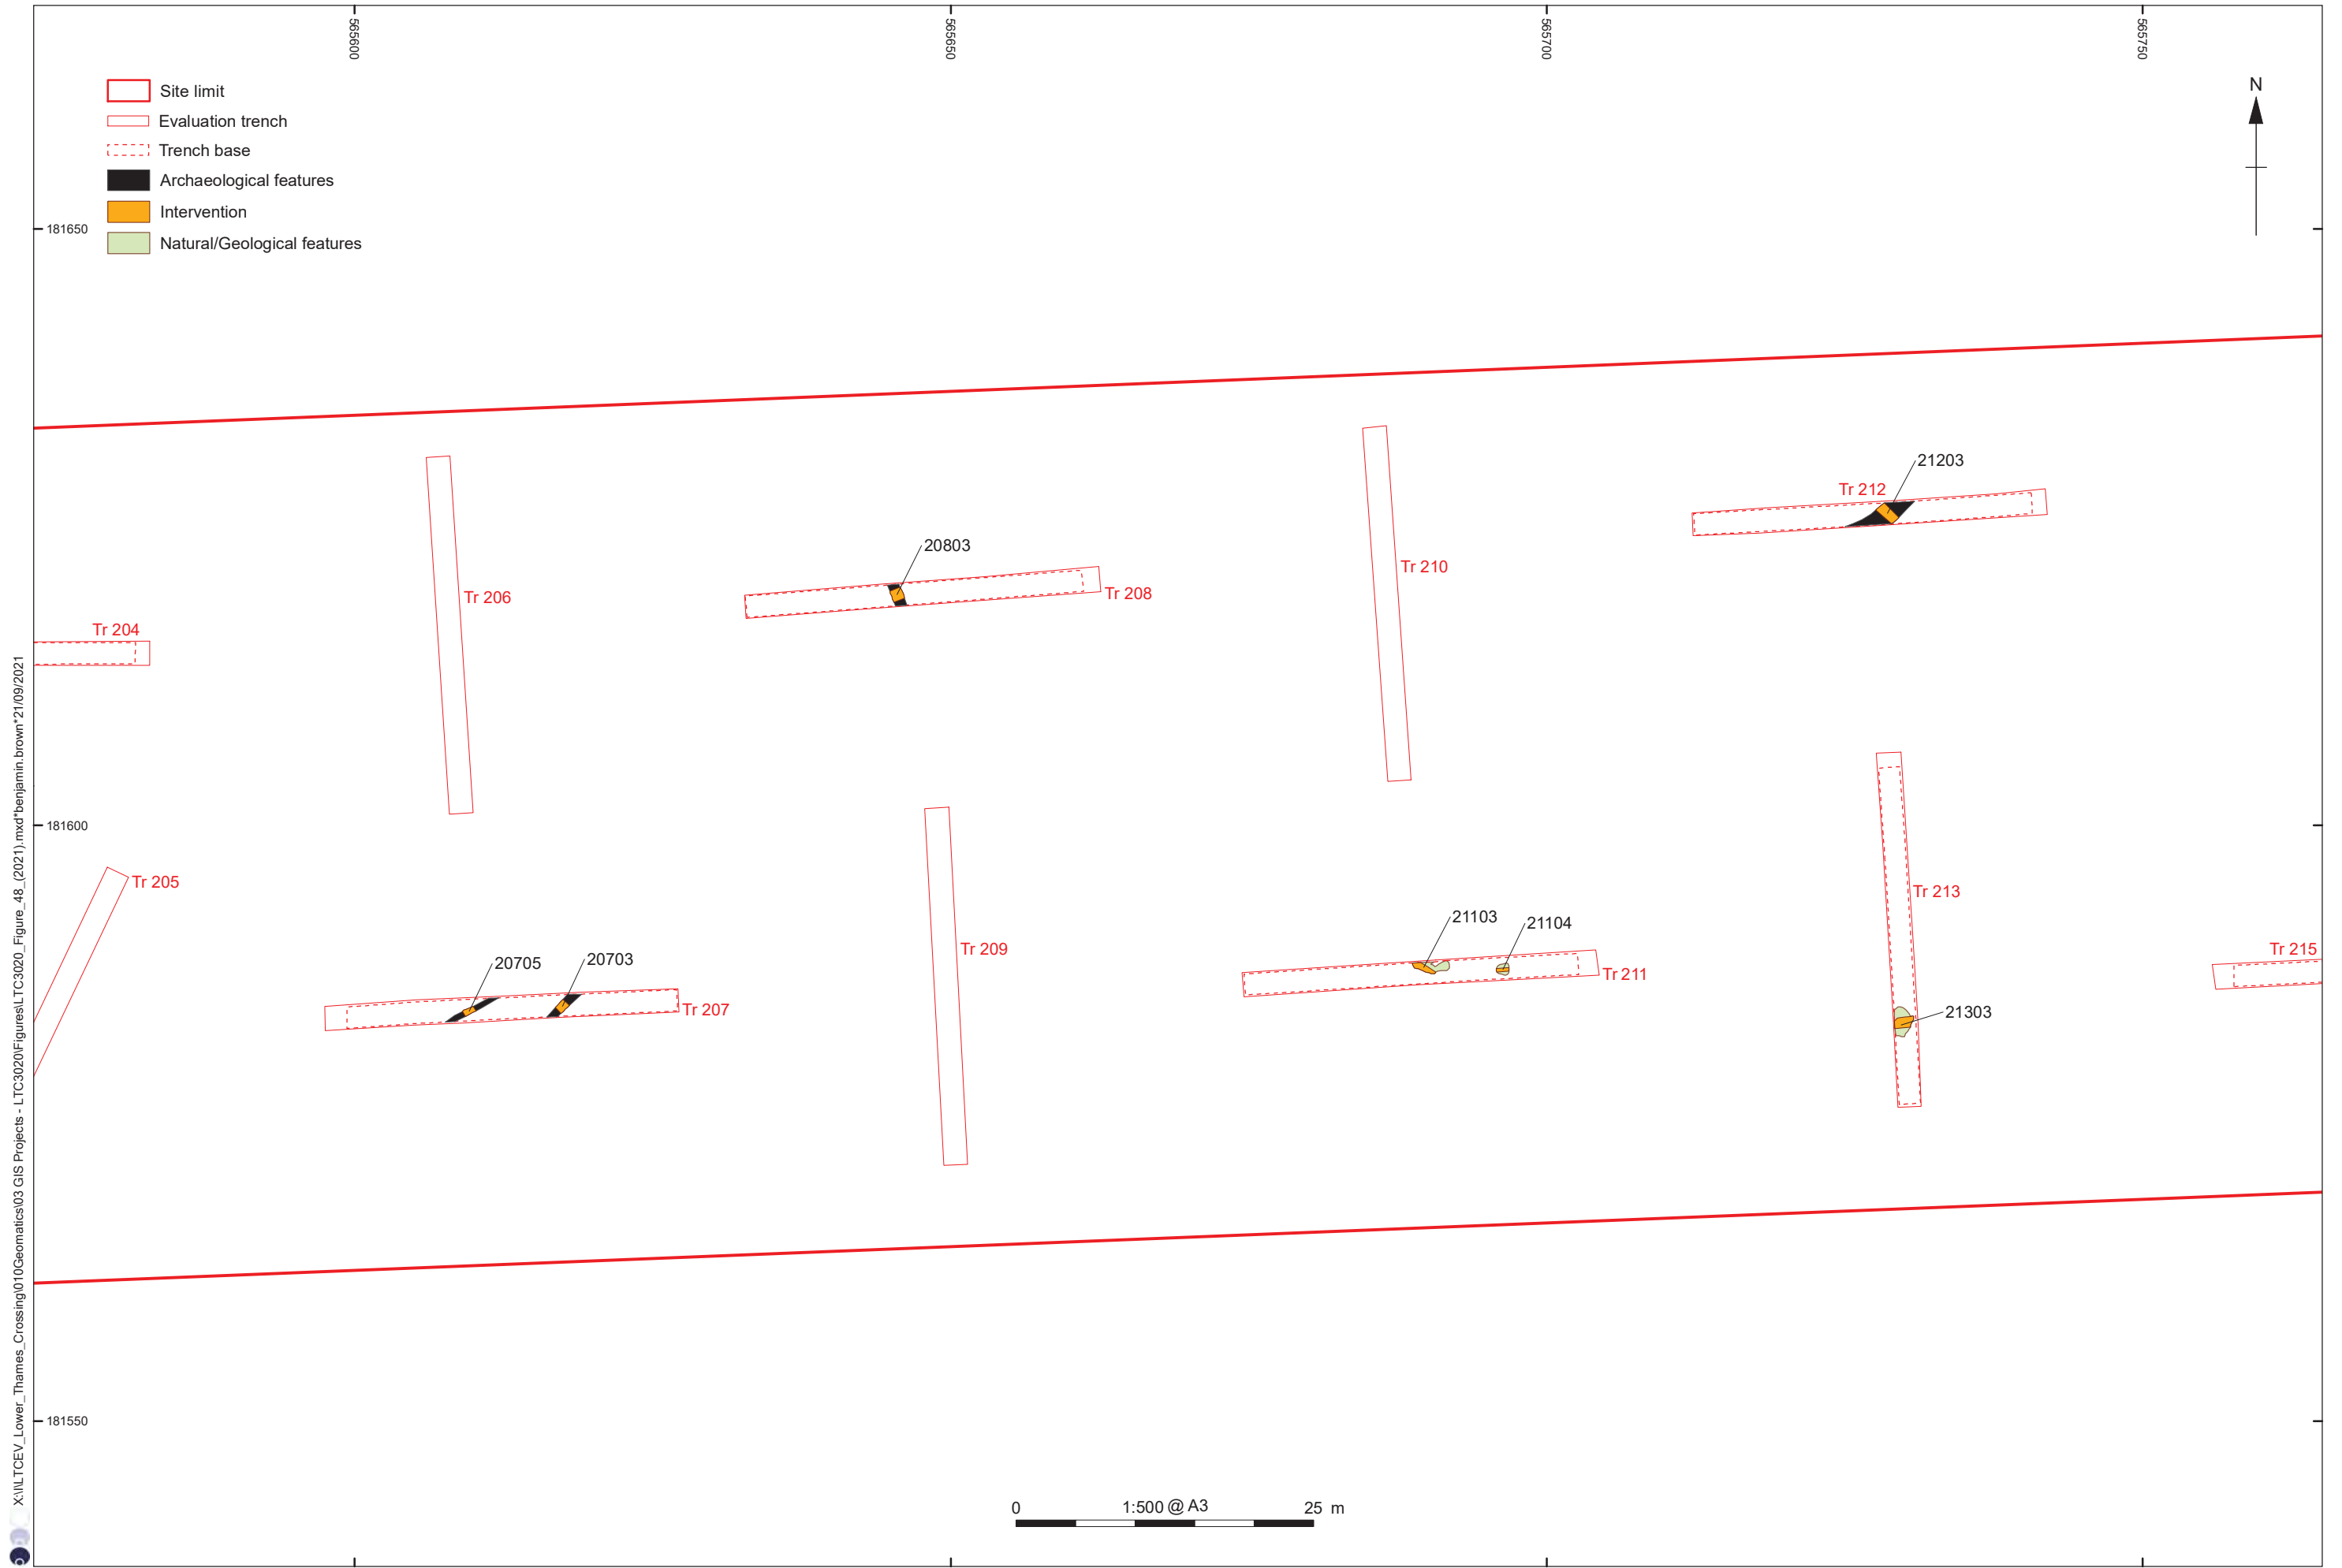 565600
565650
565700
565750
N
Site limit
Evaluation trench
Trench base
Archaeological features
Intervention
Natural/Geological features
181650
21203
Tr 212
20803
Tr 210
Tr 206
Tr 208
Tr 204
181600
Tr 205
Tr 213
21103
21104
Tr 209
Tr 215
20705
20703
Tr 211
Tr 207
21303
181550
0 1:500 @ A3 25 m
X:\I\LTCEV_Lower_Thames_Crossing\010Geomatics\03 GIS Projects - LTC3020\Figures\LTC3020_Figure_48_(2021).mxd*benjamin.brown*21/09/2021